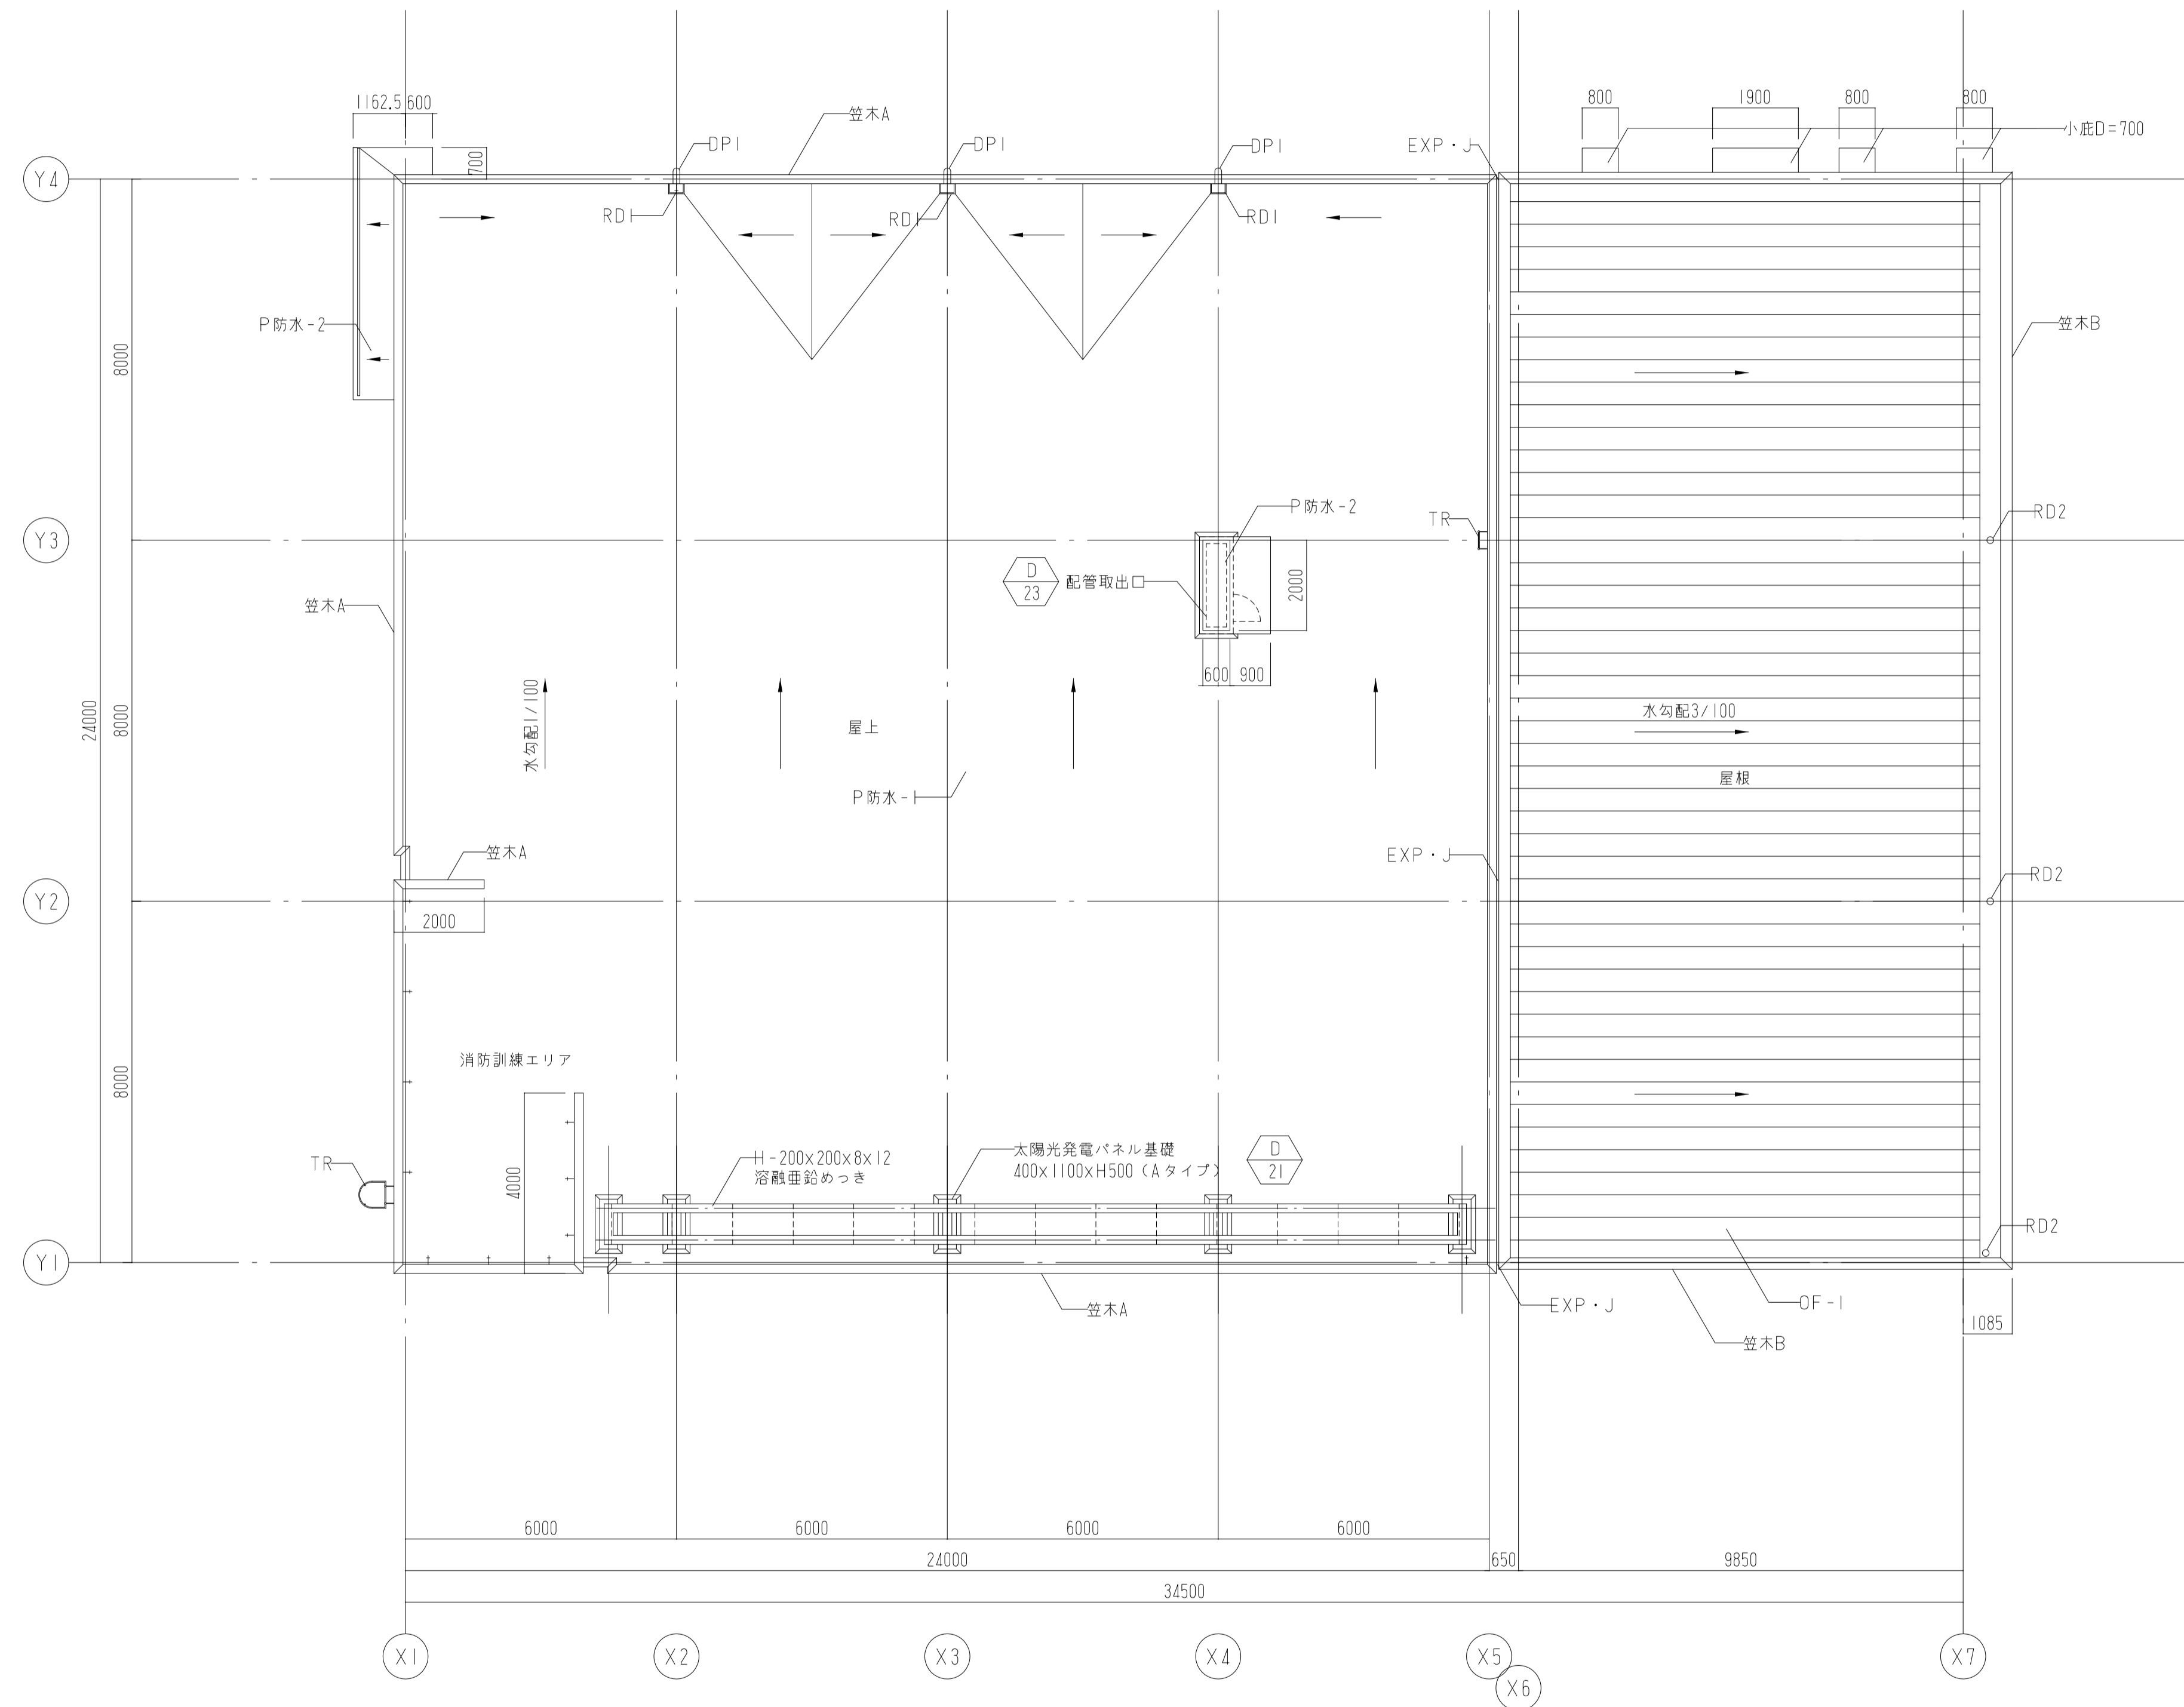 1162.5
600
700
笠木A
DP1
DP1
DP1
EXP・J
800
1900
800
800
小庇D=700
Y4
RD1
RD1
RD1
P防水-2
8000
笠木B
Y3
P防水-2
TR
RD2
D
23
配管取出口
2000
600
900
笠木A
24000
8000
水勾配1/100
屋上
水勾配3/100
屋根
P防水-1
笠木A
EXP・J
RD2
Y2
2000
消防訓練エリア
8000
TR
4000
H-200x200x8x12
溶融亜鉛めっき
太陽光発電パネル基礎
400x1100xH500(Aタイプ)
D
21
RD2
Y1
笠木A
EXP・J
OF-1
笠木B
1085
6000
6000
6000
6000
24000
650
9850
34500
X1
X2
X3
X4
X5
X6
X7